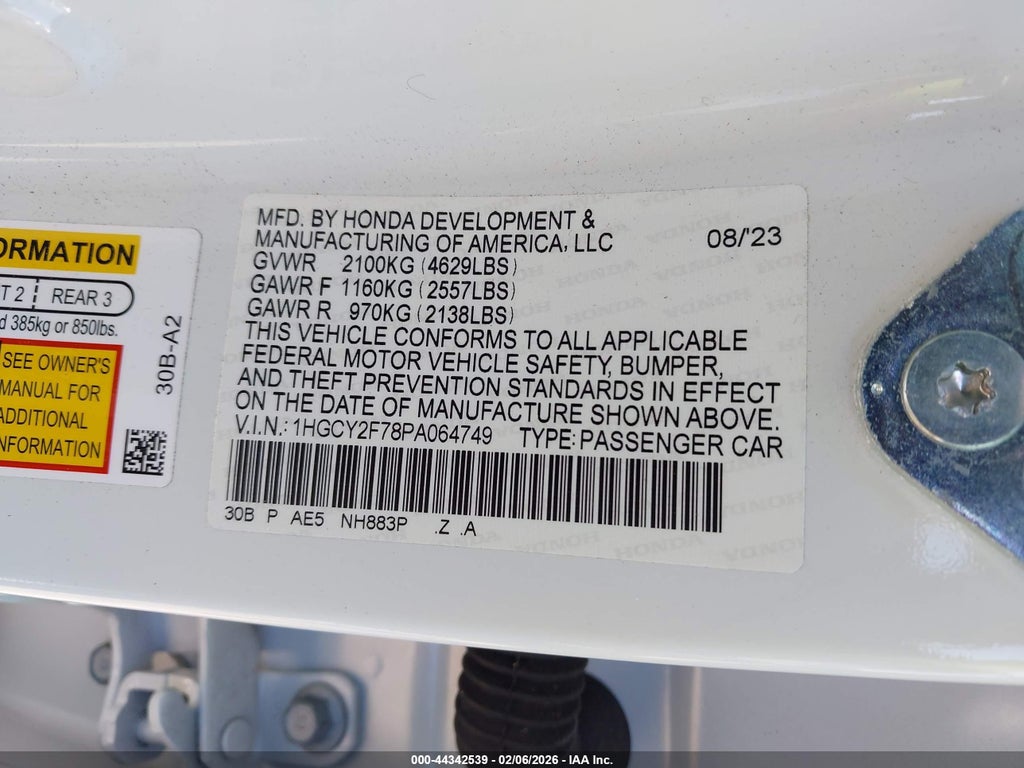 MFD. BY HONDA DEVELOPMENT &
MANUFACTURING OF AMERICA, LLC
08/'23
GVWR 2100KG (4629LBS)
GAWR F 1160KG (2557LBS)
GAWR R 970KG (2138LBS)
THIS VEHICLE CONFORMS TO ALL APPLICABLE
FEDERAL MOTOR VEHICLE SAFETY, BUMPER,
AND THEFT PREVENTION STANDARDS IN EFFECT
ON THE DATE OF MANUFACTURE SHOWN ABOVE.
V.I.N.: 1HGCY2F78PA064749 TYPE: PASSENGER CAR
30B P AE5 NH883P .Z .A
ORMATION
T 2 REAR 3
d 385kg or 850lbs.
SEE OWNER'S
MANUAL FOR
ADDITIONAL
INFORMATION
30B-A2
HONDA
000-44342539 - 02/06/2026 - IAA Inc.